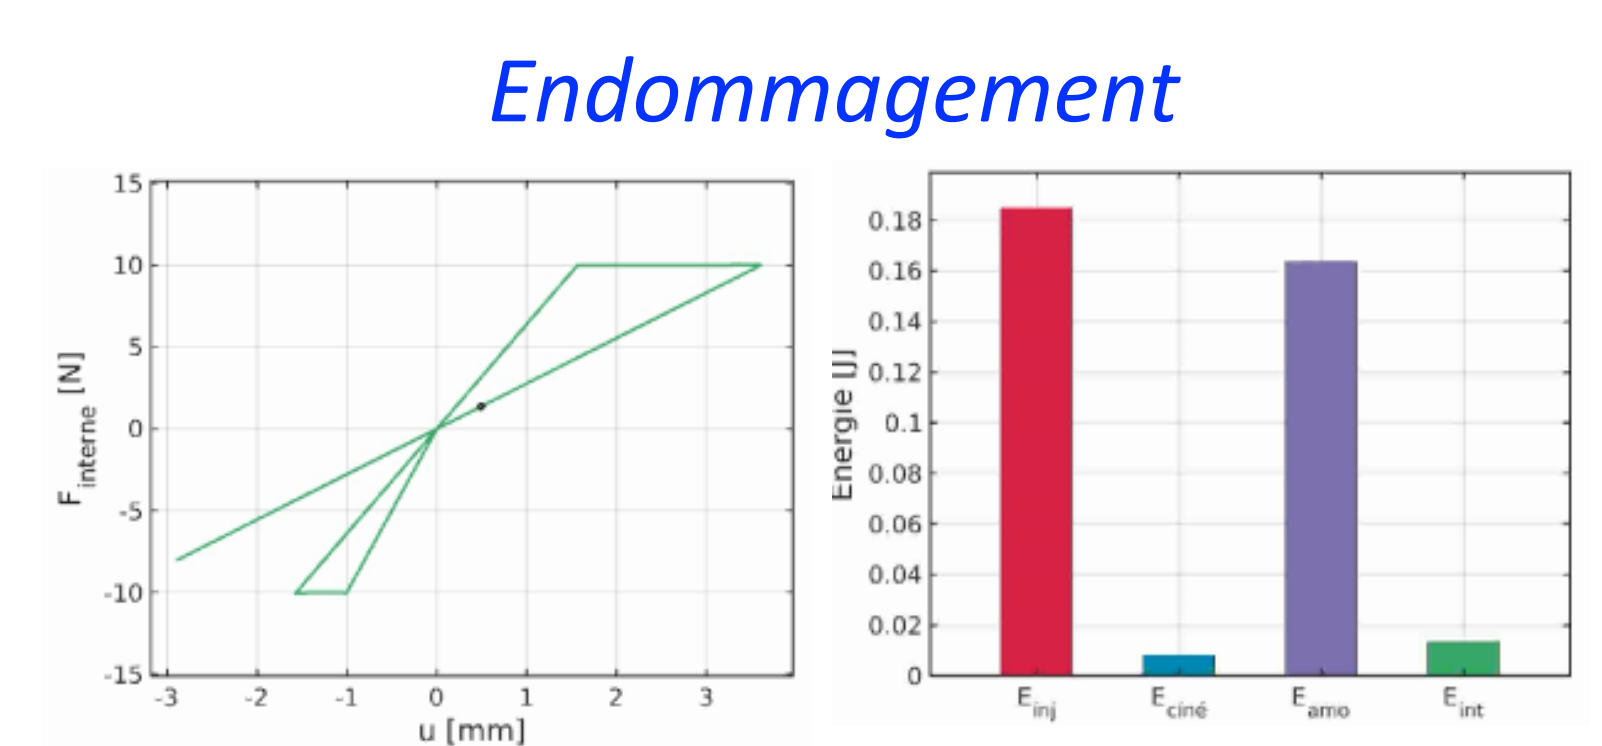 Endommagement
15
10
5
0
-5
-10
-15
F_interne [N]
-3 -2 -1 0 1 2 3
u [mm]
0.18
0.16
0.14
0.12
0.1
0.08
0.06
0.04
0.02
0
Energie [J]
E_inj E_ciné E_amo E_int